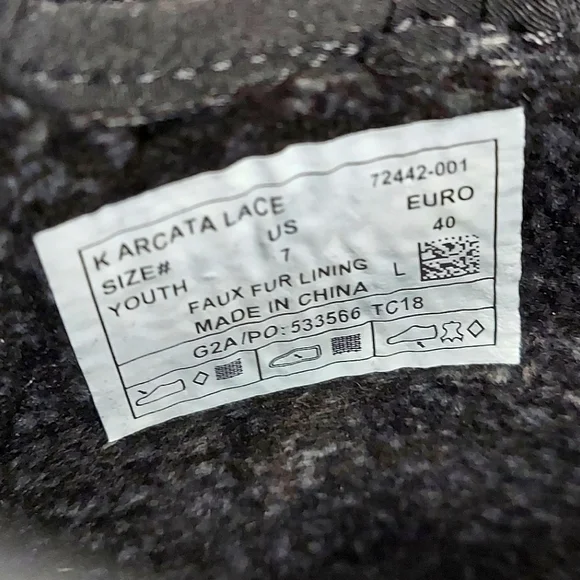 72442-001
K ARCATA LACE
SIZE# US EURO
YOUTH 7 40
FAUX FUR LINING L
MADE IN CHINA
G2A/PO: 533566 TC18